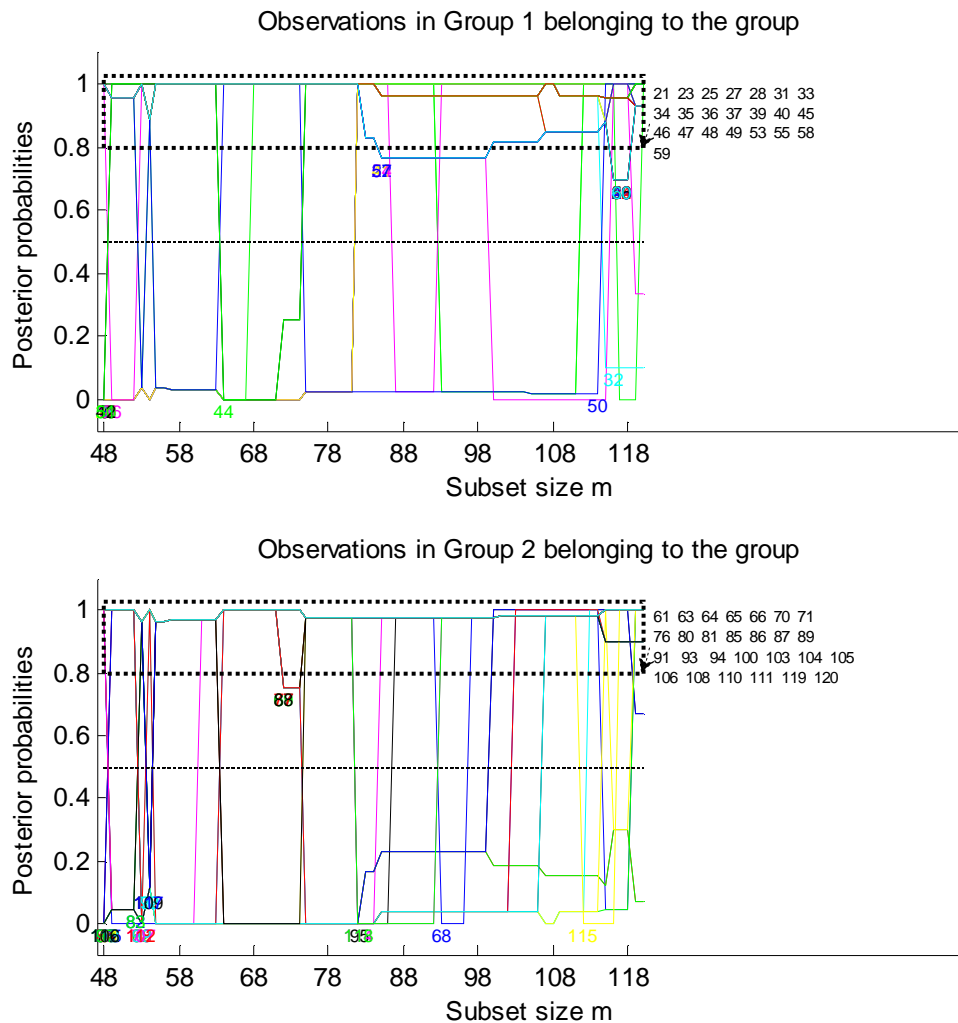 Observations in Group 1 belonging to the group
Posterior probabilities
1
0.8
0.6
0.4
0.2
0
21 23 25 27 28 31 33
34 35 36 37 39 40 45
46 47 48 49 53 55 58
59
32
44
50
48 58 68 78 88 98 108 118
Subset size m
Observations in Group 2 belonging to the group
Posterior probabilities
1
0.8
0.6
0.4
0.2
0
61 63 64 65 66 70 71
76 80 81 85 86 87 89
91 93 94 100 103 104 105
106 108 110 111 119 120
95 68 115
48 58 68 78 88 98 108 118
Subset size m